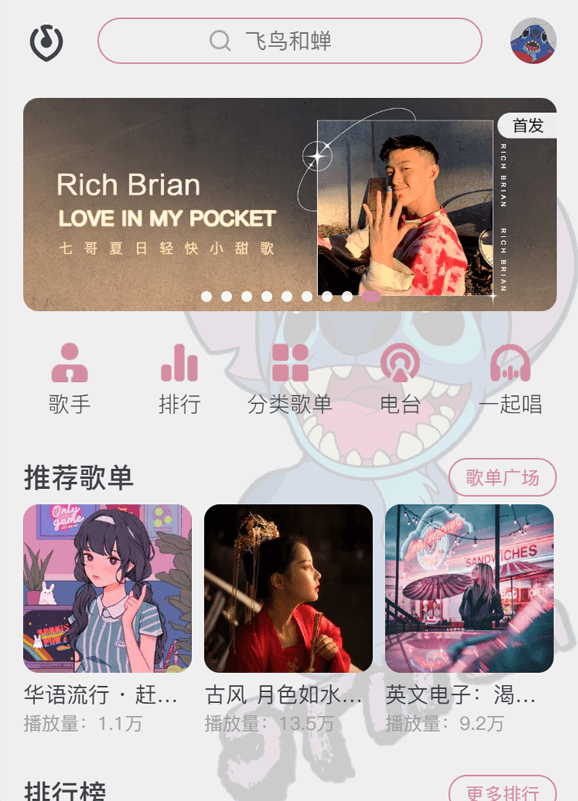 飞鸟和蝉
首发
Rich Brian
LOVE IN MY POCKET
七哥夏日轻快小甜歌
RICH BRIAN RICH BRIAN
歌手
排行
分类歌单
电台
一起唱
推荐歌单
歌单广场
Only
game
SANDWICHES
华语流行·赶...
古风 月色如水...
英文电子：渴...
播放量：1.1万
播放量：13.5万
播放量：9.2万
排行榜
更多排行